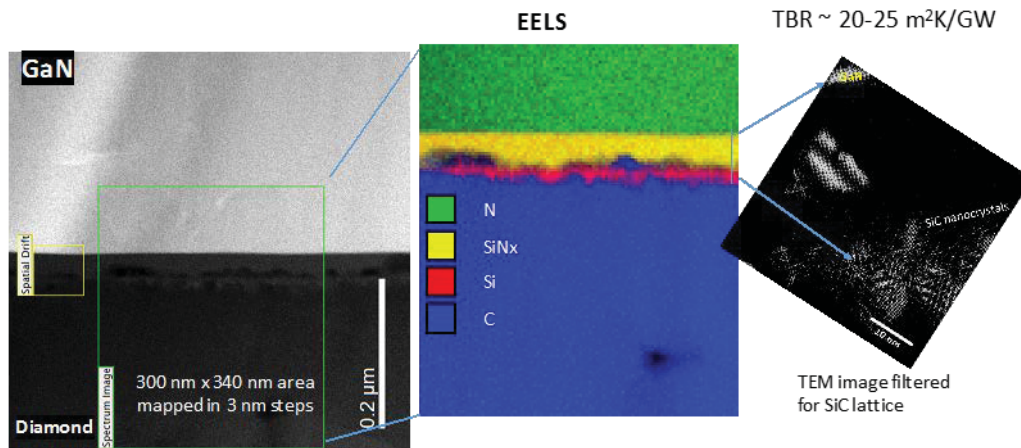 EELS
TBR ~ 20-25 m²K/GW
GaN
Spatial Drift
Spectrum Image
300 nm x 340 nm area
mapped in 3 nm steps
0.2 µm
Diamond
N
SiNx
Si
C
GaN
SiC nanocrystals
10 nm
TEM image filtered
for SiC lattice